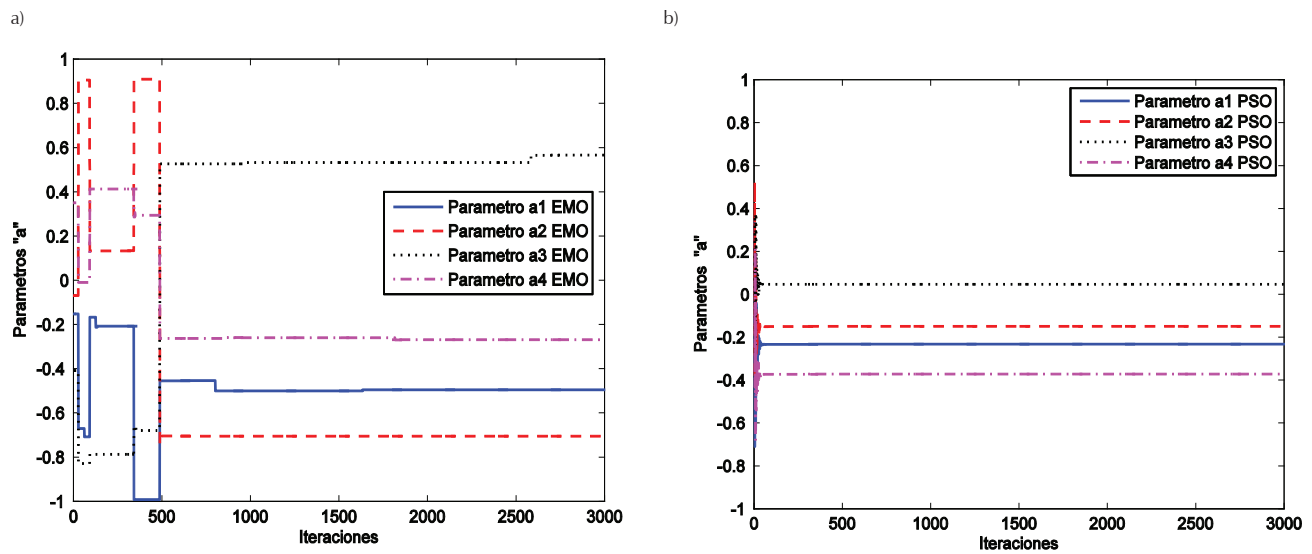 a)
1
0.8
0.6
0.4
0.2
0
-0.2
-0.4
-0.6
-0.8
-1
Parametros "a"
0 500 1000 1500 2000 2500 3000
Iteraciones
Parametro a1 EMO
Parametro a2 EMO
Parametro a3 EMO
Parametro a4 EMO
b)
1
0.8
0.6
0.4
0.2
0
-0.2
-0.4
-0.6
-0.8
-1
Parametros "a"
0 500 1000 1500 2000 2500 3000
Iteraciones
Parametro a1 PSO
Parametro a2 PSO
Parametro a3 PSO
Parametro a4 PSO